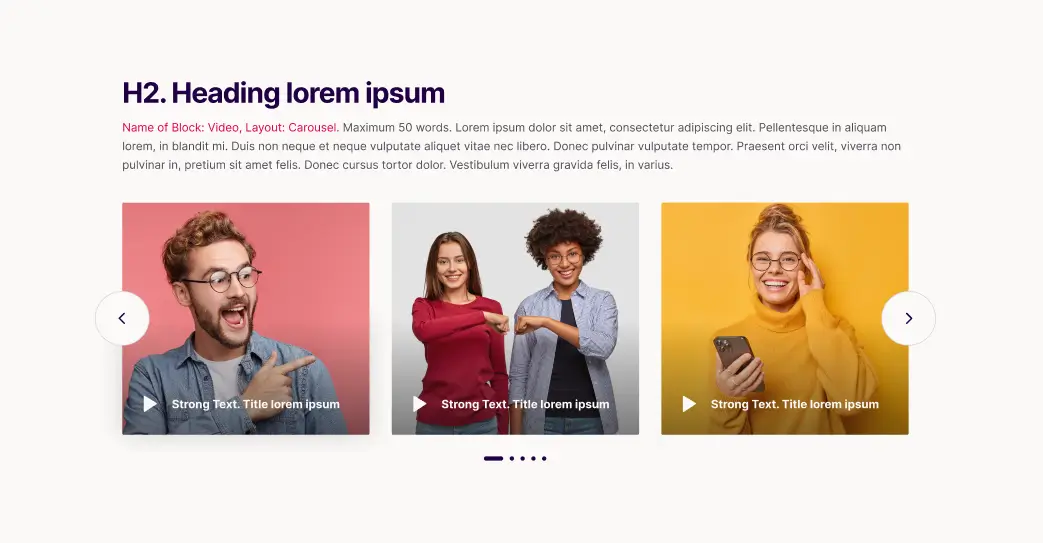 H2. Heading lorem ipsum
Name of Block: Video, Layout: Carousel. Maximum 50 words. Lorem ipsum dolor sit amet, consectetur adipiscing elit. Pellentesque in aliquam
lorem, in blandit mi. Duis non neque et neque vulputate aliquet vitae nec libero. Donec pulvinar vulputate tempor. Praesent orci velit, viverra non
pulvinar in, pretium sit amet felis. Donec cursus tortor dolor. Vestibulum viverra gravida felis, in varius.
Strong Text. Title lorem ipsum
Strong Text. Title lorem ipsum
Strong Text. Title lorem ipsum